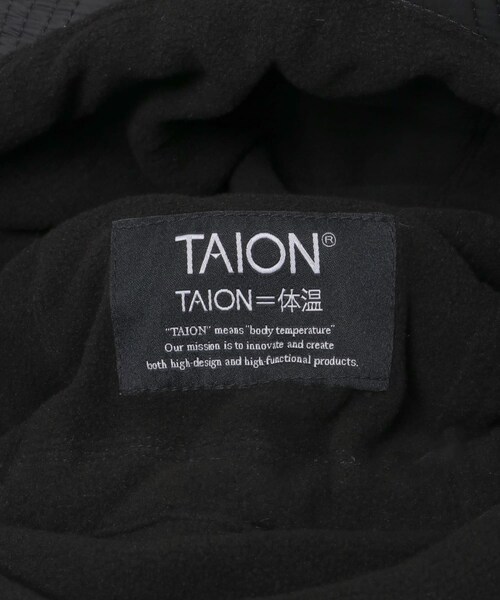 TAION®
TAION=体温
"TAION" means "body temperature"
Our mission is to innovate and create
both high-design and high-functional products.